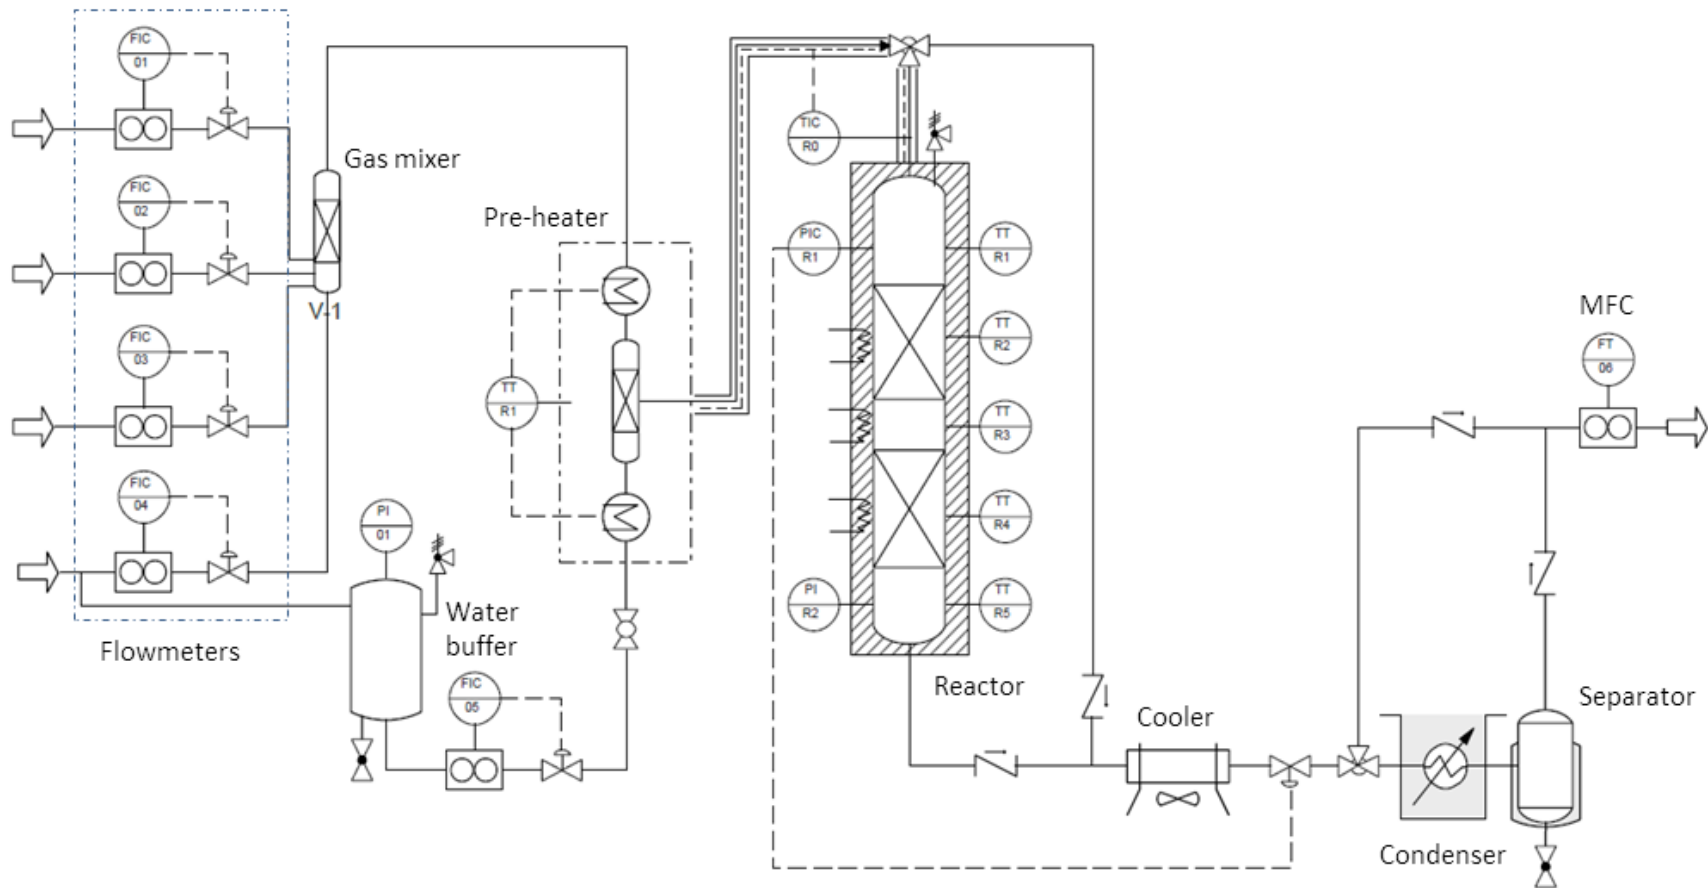 FIC
01
FIC
02
FIC
03
FIC
04
Flowmeters
Gas mixer
V-1
PI
01
Water
buffer
FIC
05
Pre-heater
TT
R1
TIC
R0
PIC
R1
PI
R2
TT
R1
TT
R2
TT
R3
TT
R4
TT
R5
Reactor
Cooler
Condenser
Separator
MFC
FT
06